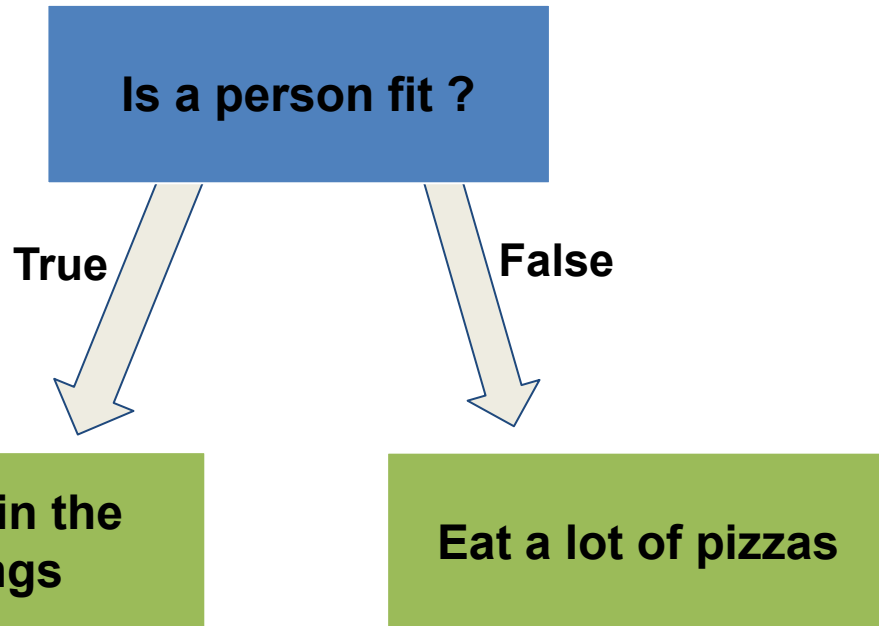 Is a person fit ?
True
False
in the
Eat a lot of pizzas